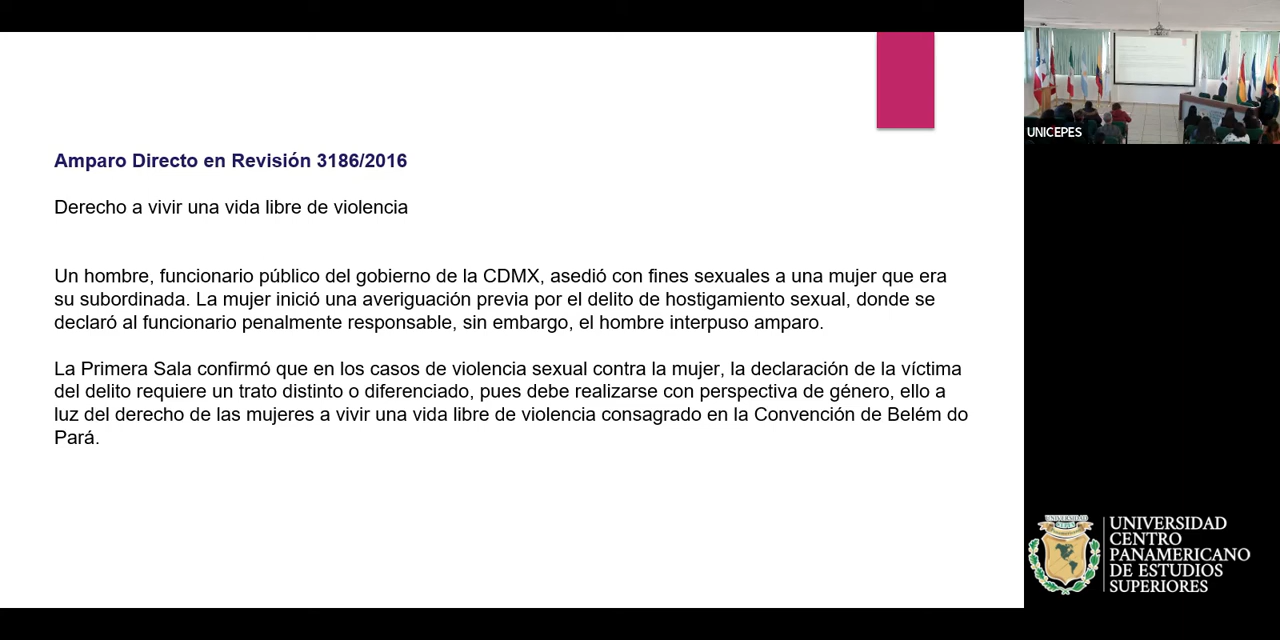 Amparo Directo en Revisión 3186/2016
Derecho a vivir una vida libre de violencia
Un hombre, funcionario público del gobierno de la CDMX, asedió con fines sexuales a una mujer que era
su subordinada. La mujer inició una averiguación previa por el delito de hostigamiento sexual, donde se
declaró al funcionario penalmente responsable, sin embargo, el hombre interpuso amparo.
La Primera Sala confirmó que en los casos de violencia sexual contra la mujer, la declaración de la víctima
del delito requiere un trato distinto o diferenciado, pues debe realizarse con perspectiva de género, ello a
luz del derecho de las mujeres a vivir una vida libre de violencia consagrado en la Convención de Belém do
Pará.
UNICEPES
UNIVERSIDAD
CENTRO
PANAMERICANO
DE ESTUDIOS
SUPERIORES